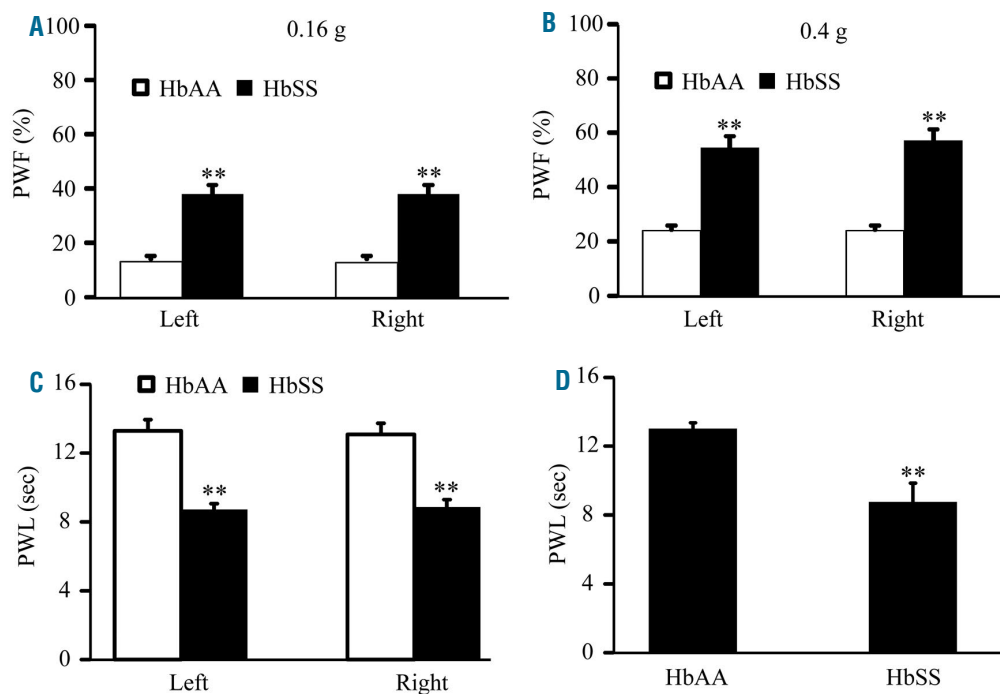 A
0.16 g
HbAA HbSS
PWF (%)
100
80
60
40
20
0
**
**
Left Right
B
0.4 g
HbAA HbSS
PWF (%)
100
80
60
40
20
0
**
**
Left Right
C
HbAA HbSS
PWL (sec)
16
12
8
4
0
**
**
Left Right
D
PWL (sec)
16
12
8
4
0
**
HbAA HbSS